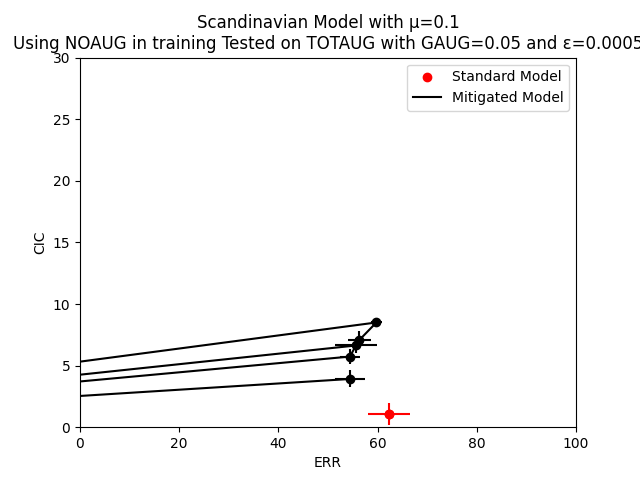 Scandinavian Model with μ=0.1
Using NOAUG in training Tested on TOTAUG with GAUG=0.05 and ε=0.0005
30
25
20
15
10
5
0
CIC
Standard Model
Mitigated Model
0 20 40 60 80 100
ERR